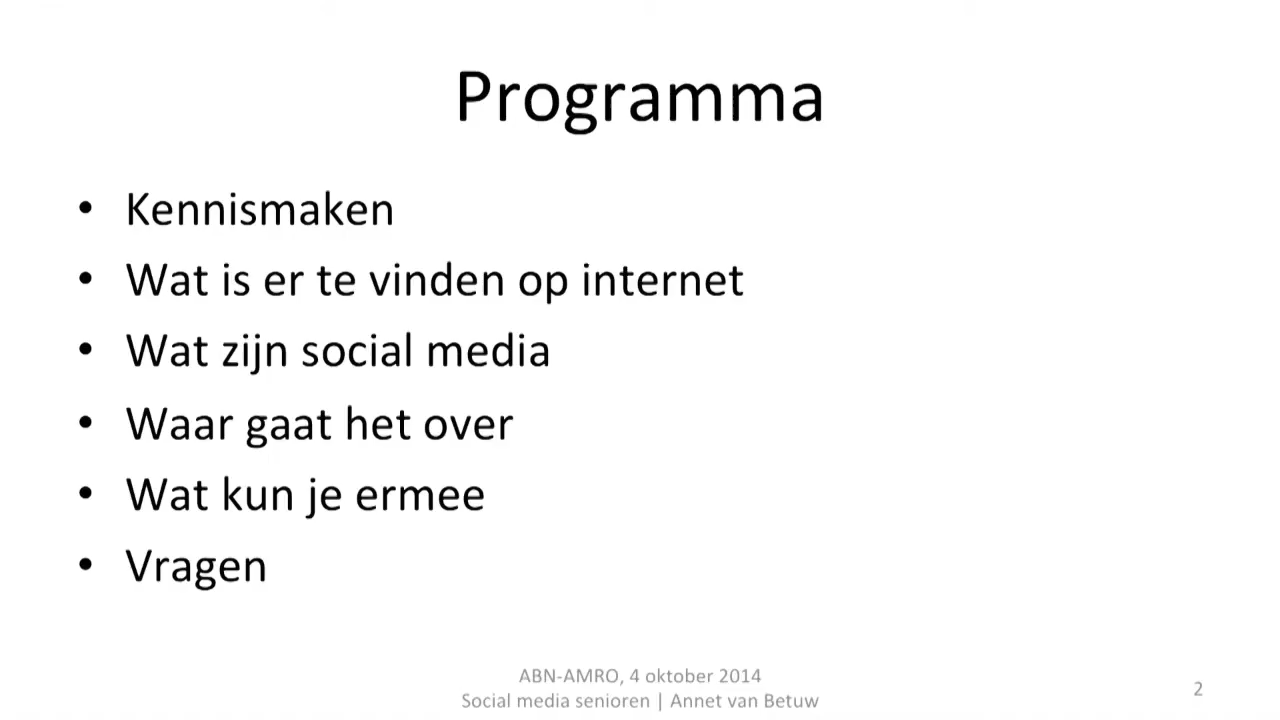 Programma
• Kennismaken
• Wat is er te vinden op internet
• Wat zijn social media
• Waar gaat het over
• Wat kun je ermee
• Vragen
ABN-AMRO, 4 oktober 2014
Social media senioren | Annet van Betuw
2